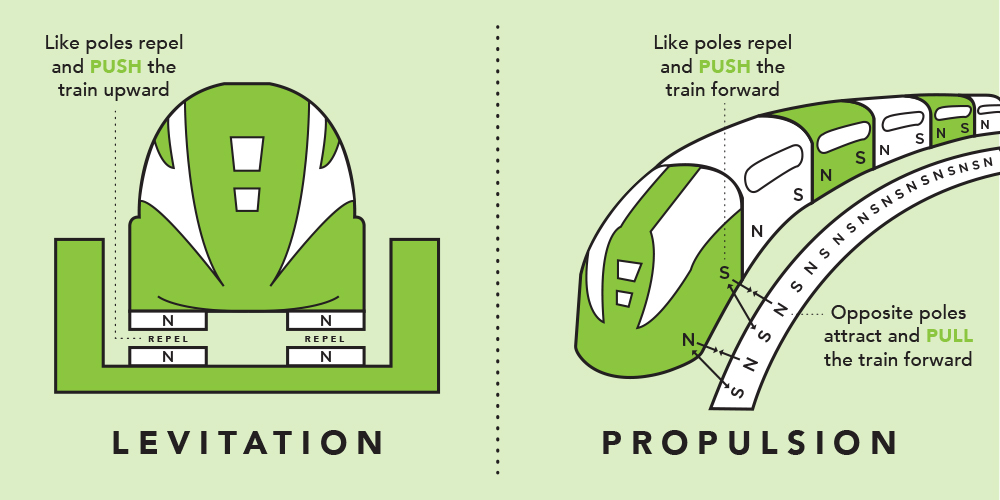 Like poles repel
and PUSH the
train upward
N
N
REPEL
REPEL
N
N
LEVITATION
Like poles repel
and PUSH the
train forward
S
N
S
N
S
N
S
N
S
N
N
S
N
S
N
S
N
S
N
S
N
S
N
S
N
S
N
S
N
S
N
S
N
Opposite poles
attract and PULL
the train forward
PROPULSION